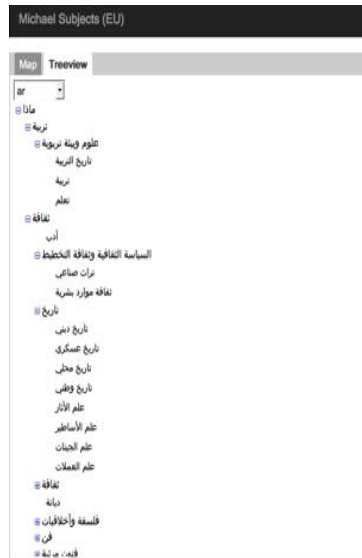 Michael Subjects (EU)
Map Treeview
ar
ماذا
تربية
علوم وبيئة تربوية
تاريخ التربية
تربية
تعلم
ثقافة
أدب
السياسة الثقافية وثقافة التخطيط
تراث صناعي
ثقافة موارد بشرية
تاريخ
تاريخ ديني
تاريخ عسكري
تاريخ محلي
تاريخ وطني
علم الآثار
علم الأساطير
علم الجينات
علم العملات
ثقافة
ديانة
فلسفة وأخلاقيات
فن
فنون مرئية